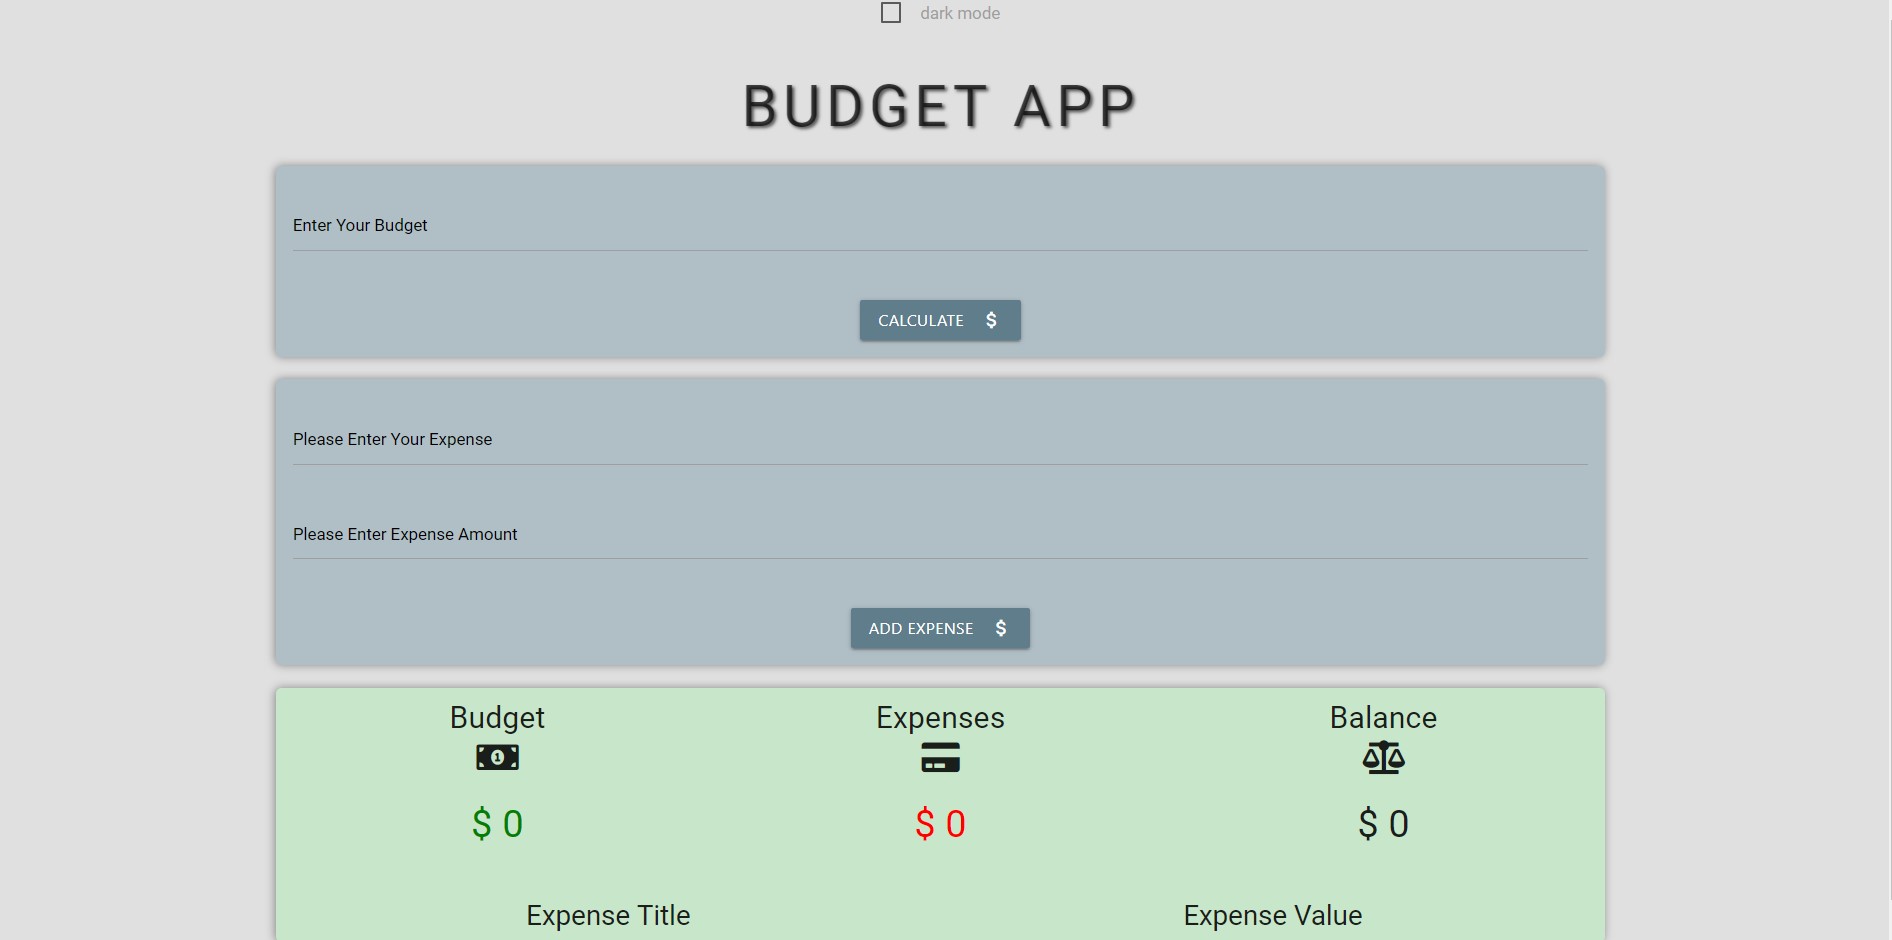 dark mode
BUDGET APP
Enter Your Budget
CALCULATE $
Please Enter Your Expense
Please Enter Expense Amount
ADD EXPENSE $
Budget Expenses Balance
1
$ 0 $ 0 $ 0
Expense Title Expense Value